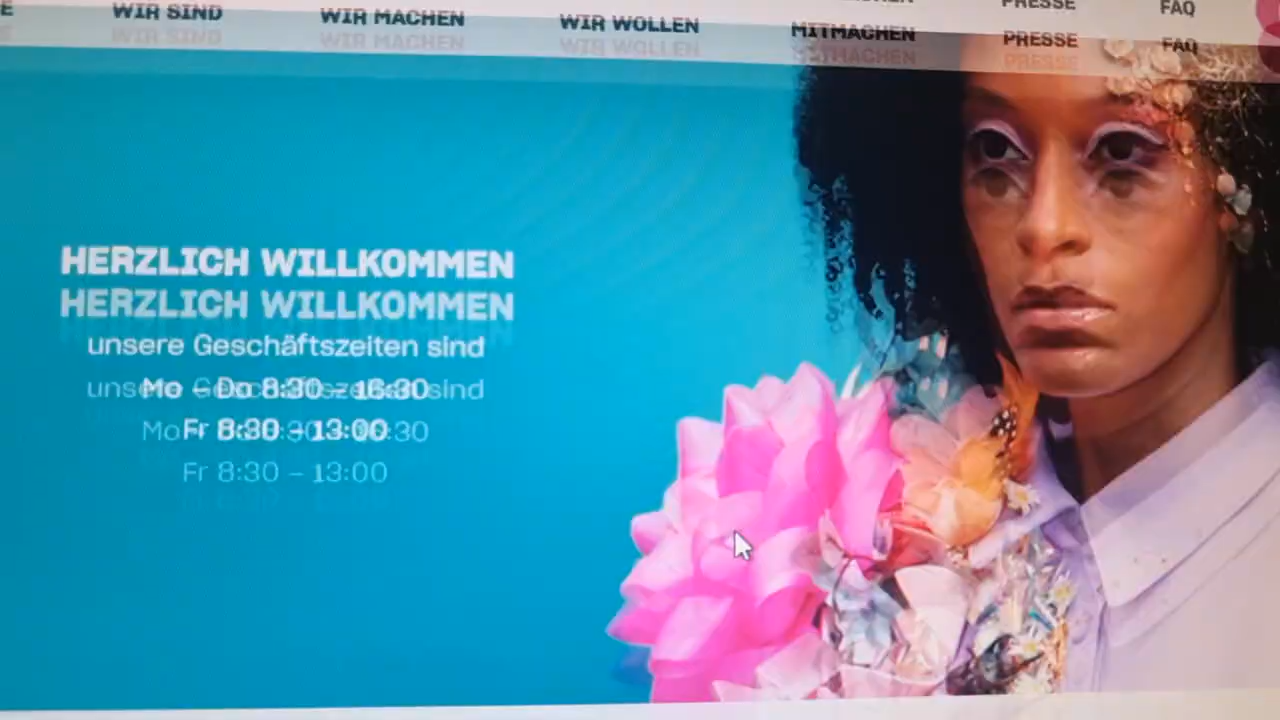 E WIR SIND WIR MACHEN WIR WOLLEN MITMACHEN PRESSE FAQ
HERZLICH WILLKOMMEN
unsere Geschäftszeiten sind
Mo – Do 8:30 – 16:30
Fr 8:30 – 13:00